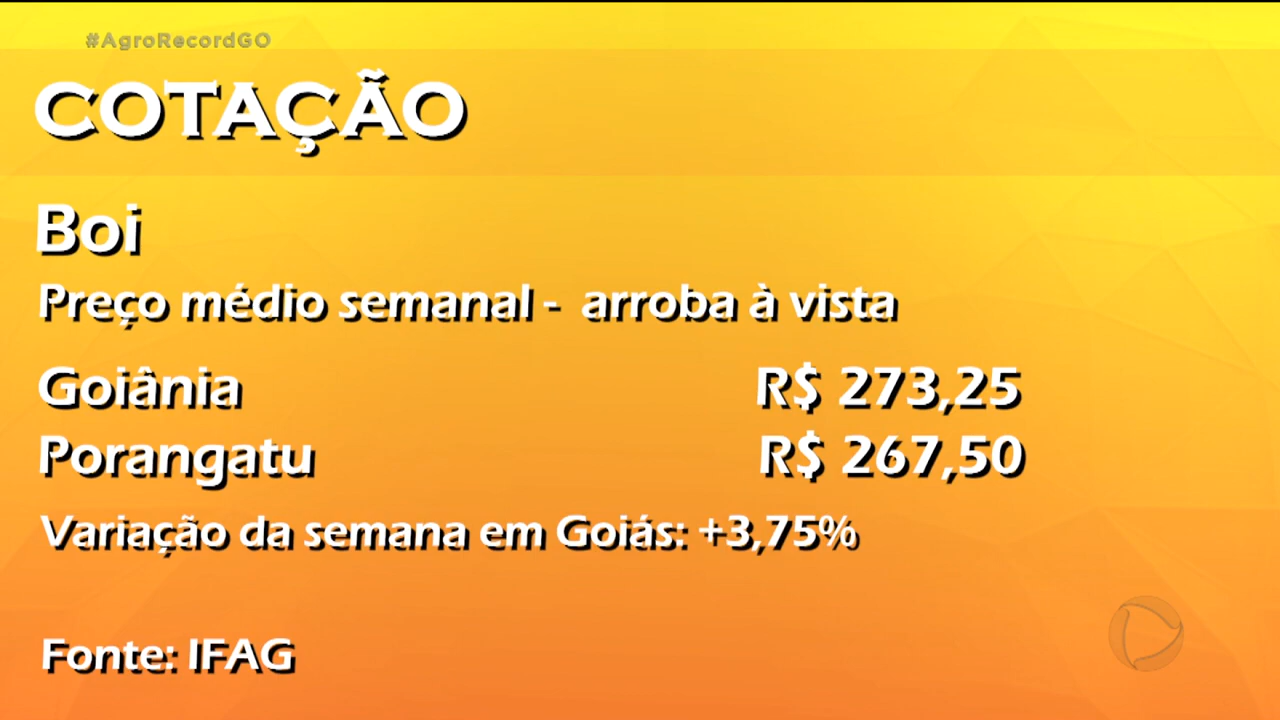 #AgroRecordGO
COTAÇÃO
Boi
Preço médio semanal - arroba à vista
Goiânia R$ 273,25
Porangatu R$ 267,50
Variação da semana em Goiás: +3,75%
Fonte: IFAG